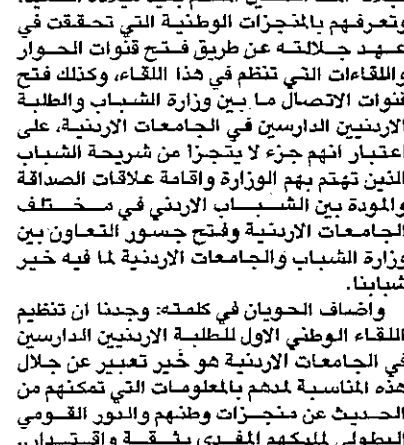 وتعرفهم بالمنجزات الوطنية التي تحققت في
عهد جلالته عن طريق فتح قنوات الحوار
واللقاءات التي تنظم في هذا اللقاء، وكذلك فتح
قنوات الاتصال ما بين وزارة الشباب والطلبة
الاردنيين الدارسين في الجامعات الاردنية، على
اعتبار انهم جزء لا يتجزأ من شريحة الشباب
الذين تهتم بهم الوزارة واقامة علاقات الصداقة
والمودة بين الشباب الاردني في مختلف
الجامعات الاردنية وفتح جسور التعاون بين
وزارة الشباب والجامعات الاردنية لما فيه خير
شبابنا.
واضاف الحويان في كلمته: وجدنا ان تنظيم
اللقاء الوطني الاول للطلبة الاردنيين الدارسين
في الجامعات الاردنية هو خير تعبير عن جلال
هذه المناسبة لمدهم بالمعلومات التي تمكنهم من
الحديث عن منجزات وطنهم والدور القومي
البطولي لمليكهم المفدى بثقة واقتدار..